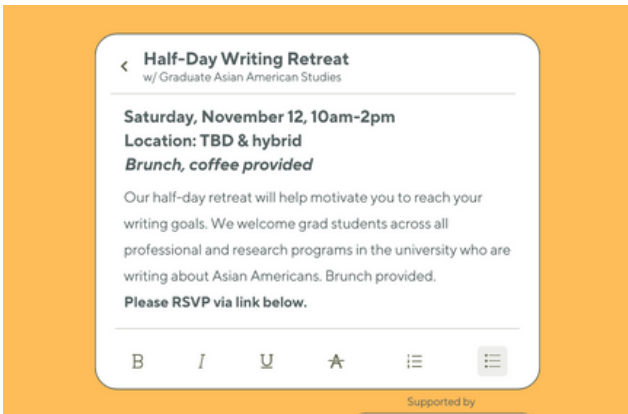 Half-Day Writing Retreat
w/ Graduate Asian American Studies
Saturday, November 12, 10am-2pm
Location: TBD & hybrid
Brunch, coffee provided
Our half-day retreat will help motivate you to reach your
writing goals. We welcome grad students across all
professional and research programs in the university who are
writing about Asian Americans. Brunch provided.
Please RSVP via link below.
B I U A
Supported by